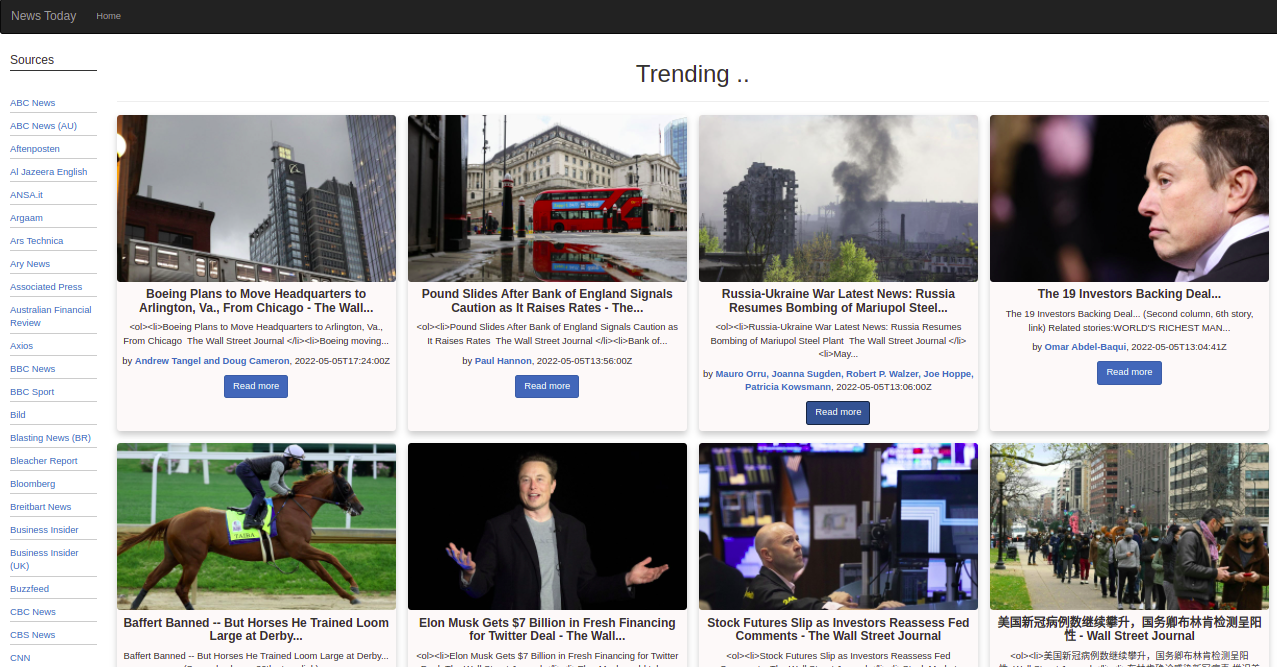 News Today Home
Sources
ABC News
ABC News (AU)
Aftenposten
Al Jazeera English
ANSA.it
Argaam
Ars Technica
Ary News
Associated Press
Australian Financial
Review
Axios
BBC News
BBC Sport
Bild
Blasting News (BR)
Bleacher Report
Bloomberg
Breitbart News
Business Insider
Business Insider
(UK)
Buzzfeed
CBC News
CBS News
CNN
Trending ..
Boeing Plans to Move Headquarters to
Arlington, Va., From Chicago - The Wall...
<ol><li>Boeing Plans to Move Headquarters to Arlington, Va.,
From Chicago  The Wall Street Journal </li><li>Boeing moving...
by Andrew Tangel and Doug Cameron, 2022-05-05T17:24:00Z
Read more
Pound Slides After Bank of England Signals
Caution as It Raises Rates - The...
<ol><li>Pound Slides After Bank of England Signals Caution as
It Raises Rates  The Wall Street Journal </li><li>Bank of...
by Paul Hannon, 2022-05-05T13:56:00Z
Read more
Russia-Ukraine War Latest News: Russia
Resumes Bombing of Mariupol Steel...
<ol><li>Russia-Ukraine War Latest News: Russia Resumes
Bombing of Mariupol Steel Plant  The Wall Street Journal </li>
<li>May...
by Mauro Orru, Joanna Sugden, Robert P. Walzer, Joe Hoppe,
Patricia Kowsmann, 2022-05-05T13:06:00Z
Read more
The 19 Investors Backing Deal...
The 19 Investors Backing Deal... (Second column, 6th story,
link) Related stories:WORLD'S RICHEST MAN...
by Omar Abdel-Baqui, 2022-05-05T13:04:41Z
Read more
TAIBA
Baffert Banned -- But Horses He Trained Loom
Large at Derby...
Baffert Banned -- But Horses He Trained Loom Large at Derby...
Elon Musk Gets $7 Billion in Fresh Financing
for Twitter Deal - The Wall...
<ol><li>Elon Musk Gets $7 Billion in Fresh Financing for Twitter
Stock Futures Slip as Investors Reassess Fed
Comments - The Wall Street Journal
<ol><li>Stock Futures Slip as Investors Reassess Fed
美国新冠病例数继续攀升，国务卿布林肯检测呈阳
性 - Wall Street Journal
<ol><li>美国新冠病例数继续攀升，国务卿布林肯检测呈阳